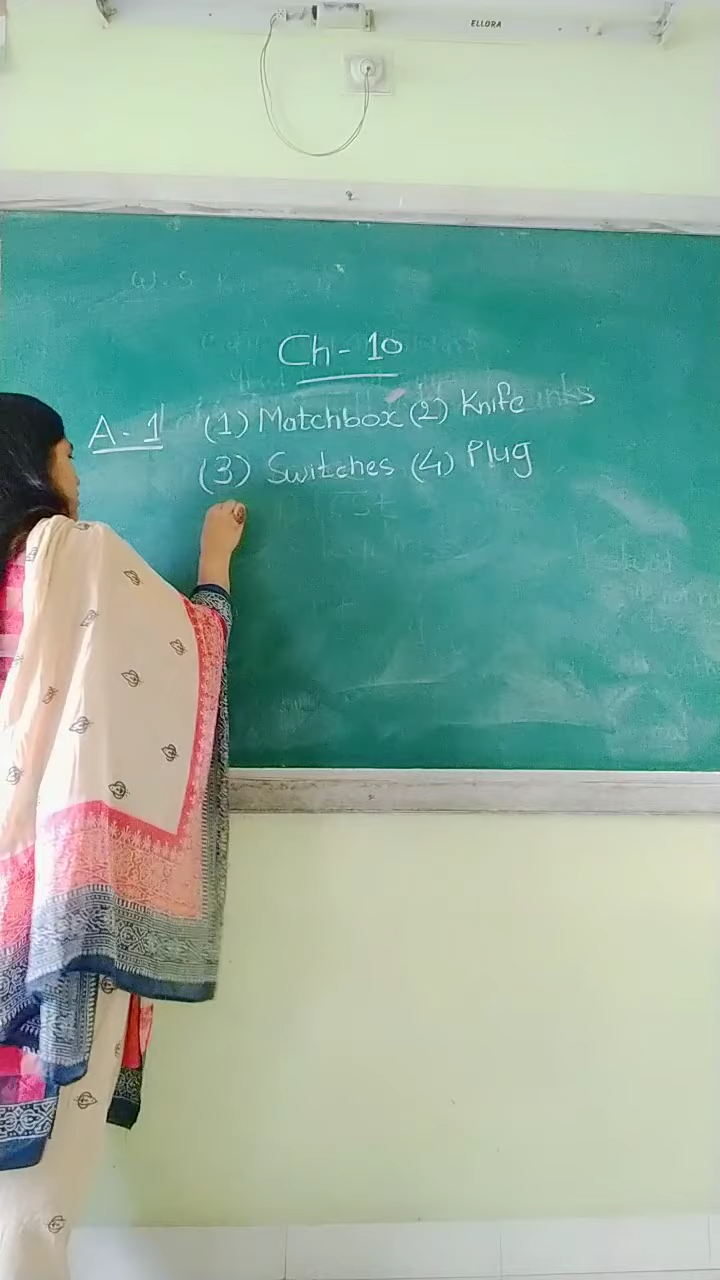 ELLORA
W.S
Ch - 10
A - 1 (1) Matchbox (2) Knife
(3) Switches (4) Plug